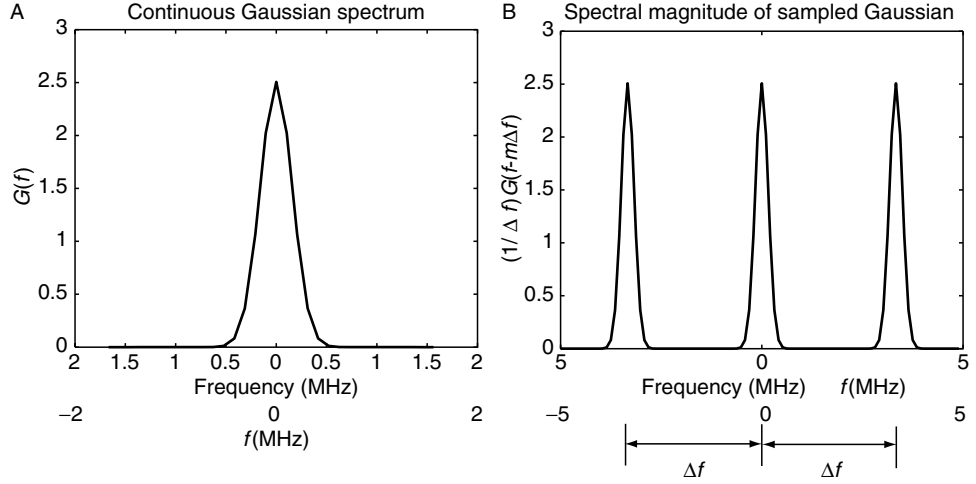 A
Continuous Gaussian spectrum
3
2.5
2
1.5
1
0.5
0
G(f)
2 1.5 1 0.5 0 0.5 1 1.5 2
Frequency (MHz)
−2 0 2
f(MHz)
B
Spectral magnitude of sampled Gaussian
3
2.5
2
1.5
1
0.5
0
(1/ Δ f)G(f-mΔf)
5 0 5
Frequency (MHz) f(MHz)
−5 0 5
Δf Δf